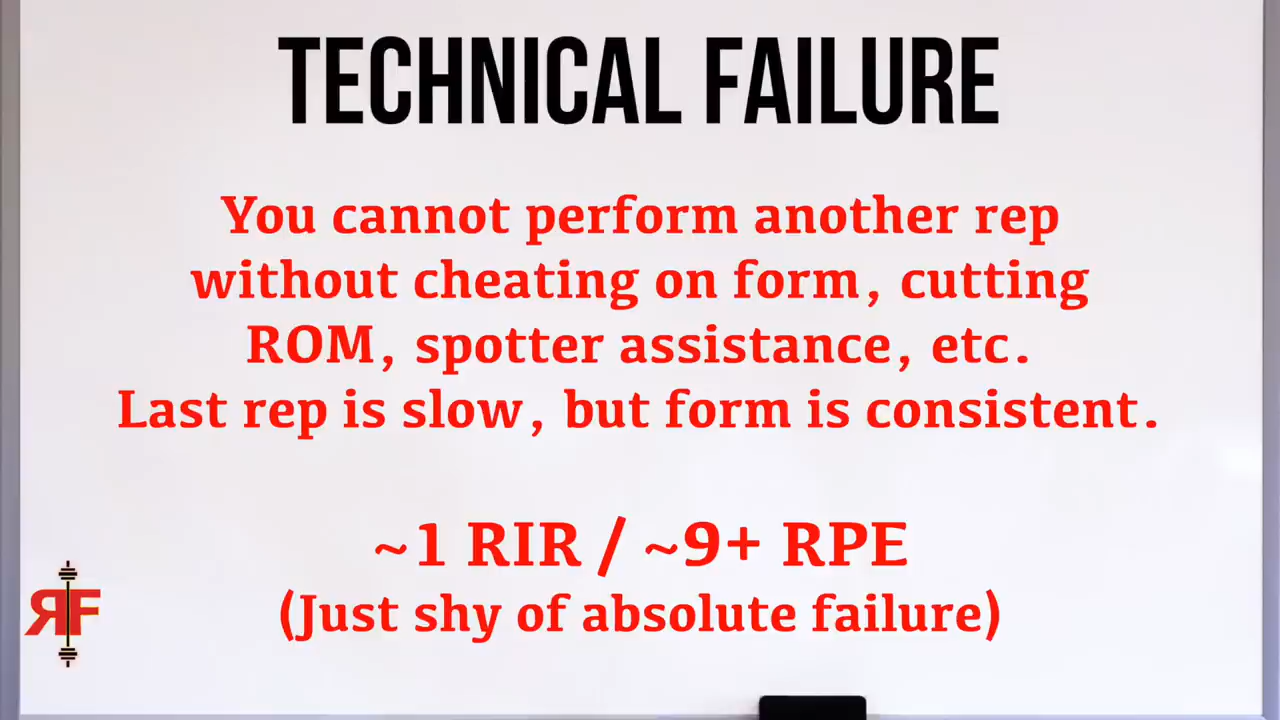 TECHNICAL FAILURE
You cannot perform another rep
without cheating on form, cutting
ROM, spotter assistance, etc.
Last rep is slow, but form is consistent.
~1 RIR / ~9+ RPE
(Just shy of absolute failure)
RF